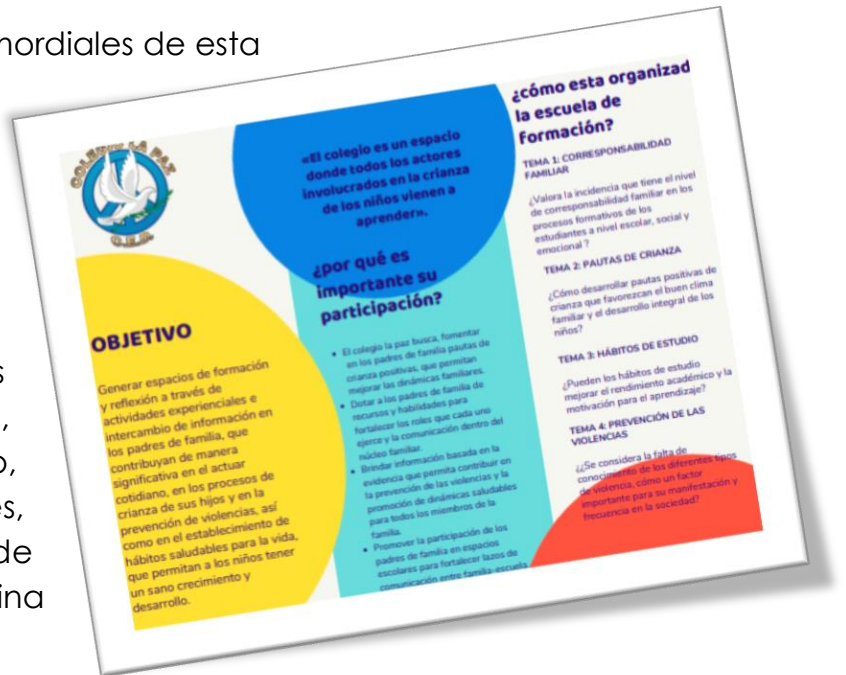 mordiales de esta
s
,
o,
es,
de
ina
COLEGIO LA PAZ
OBJETIVO
Generar espacios de formación
y reflexión a través de
actividades experienciales e
intercambio de información en
los padres de familia, que
contribuyan de manera
significativa en el actuar
cotidiano, en los procesos de
crianza de sus hijos y en la
prevención de violencias, así
como en el establecimiento de
hábitos saludables para la vida,
que permitan a los niños tener
un sano crecimiento y
desarrollo.
«El colegio es un espacio
donde todos los actores
involucrados en la crianza
de los niños vienen a
aprender».
¿por qué es
importante su
participación?
• El colegio la paz busca, fomentar
en los padres de familia pautas de
crianza positivas, que permitan
mejorar las dinámicas familiares.
• Dotar a los padres de familia de
recursos y habilidades para
fortalecer los roles que cada uno
ejerce y la comunicación dentro del
núcleo familiar.
• Brindar información basada en la
evidencia que permita contribuir en
la prevención de las violencias y la
promoción de dinámicas saludables
para todos los miembros de la
familia.
• Promover la participación de los
padres de familia en espacios
escolares para fortalecer lazos de
comunicación entre familia-escuela
¿cómo esta organizad
la escuela de
formación?
TEMA 1: CORRESPONSABILIDAD
FAMILIAR
¿Valora la incidencia que tiene el nivel
de corresponsabilidad familiar en los
procesos formativos de los
estudiantes a nivel escolar, social y
emocional ?
TEMA 2: PAUTAS DE CRIANZA
¿Cómo desarrollar pautas positivas de
crianza que favorezcan el buen clima
familiar y el desarrollo integral de los
niños?
TEMA 3: HÁBITOS DE ESTUDIO
¿Pueden los hábitos de estudio
mejorar el rendimiento académico y la
motivación para el aprendizaje?
TEMA 4: PREVENCIÓN DE LAS
VIOLENCIAS
¿¿Se considera la falta de
conocimiento de los diferentes tipos
de violencia, cómo un factor
importante para su manifestación y
frecuencia en la sociedad?